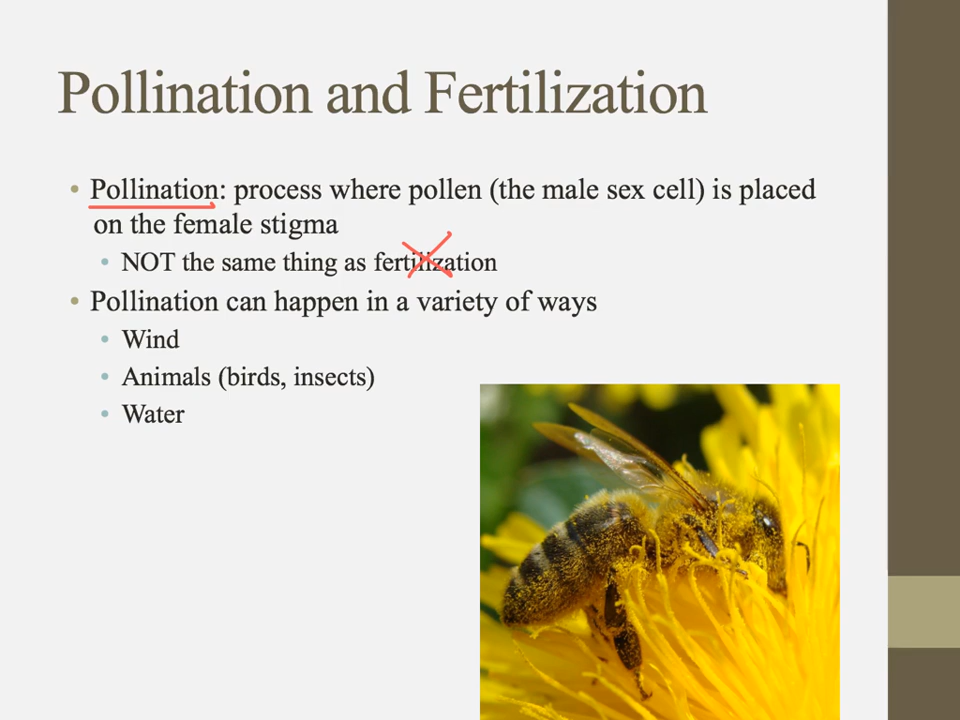 Pollination and Fertilization
• Pollination: process where pollen (the male sex cell) is placed
on the female stigma
• NOT the same thing as fertilization
• Pollination can happen in a variety of ways
• Wind
• Animals (birds, insects)
• Water